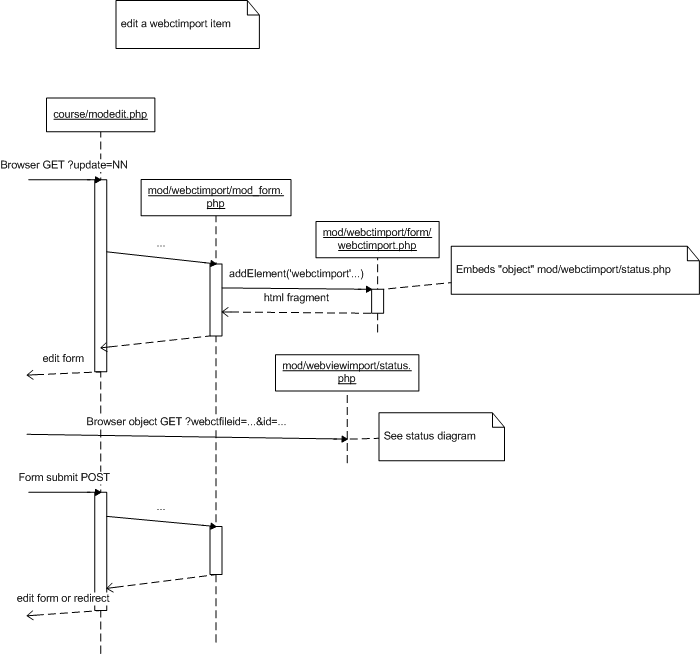 edit a webctimport item
course/modedit.php
Browser GET ?update=NN
mod/webctimport/mod_form.
php
mod/webctimport/form/
webctimport.php
...
addElement('webctimport'...)
Embeds "object" mod/webctimport/status.php
html fragment
edit form
mod/webviewimport/status.
php
Browser object GET ?webctfileid=...&id=...
See status diagram
Form submit POST
...
edit form or redirect